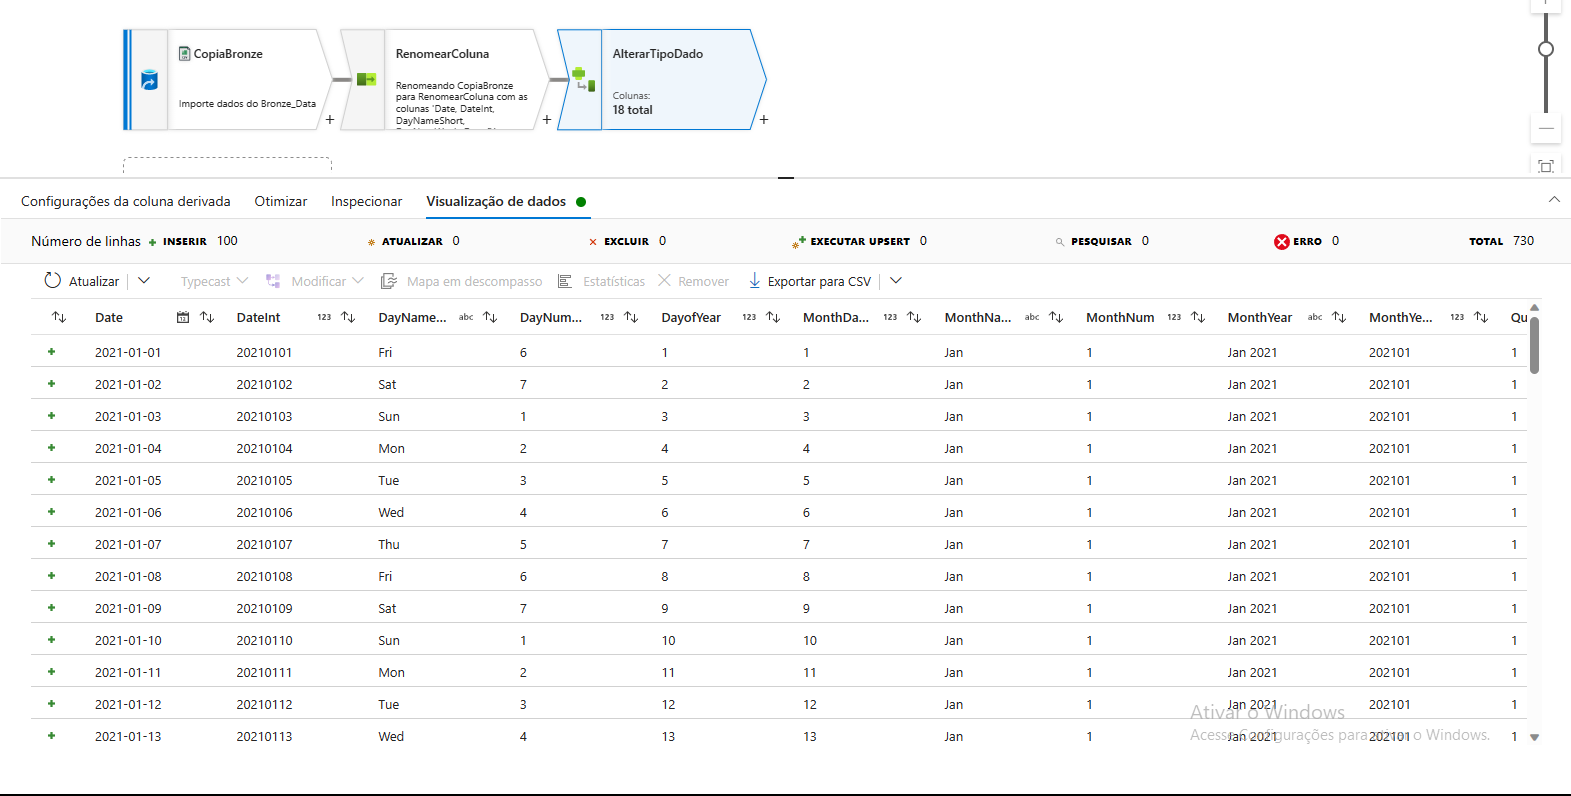 CopiaBronze
Importe dados do Bronze_Data
+
RenomearColuna
Renomeando CopiaBronze
para RenomearColuna com as
colunas 'Date, DateInt,
DayNameShort,
+
AlterarTipoDado
Colunas:
18 total
+
Configurações da coluna derivada Otimizar Inspecionar Visualização de dados
Número de linhas + INSERIR 100 ATUALIZAR 0 EXCLUIR 0 EXECUTAR UPSERT 0 PESQUISAR 0 ERRO 0 TOTAL 730
Atualizar Typecast Modificar Mapa em descompasso Estatísticas Remover Exportar para CSV
Date DateInt 123 DayName... abc DayNum... 123 DayofYear 123 MonthDa... 123 MonthNa... abc MonthNum 123 MonthYear abc MonthYe... 123 Qu
+ 2021-01-01 20210101 Fri 6 1 1 Jan 1 Jan 2021 202101 1
+ 2021-01-02 20210102 Sat 7 2 2 Jan 1 Jan 2021 202101 1
+ 2021-01-03 20210103 Sun 1 3 3 Jan 1 Jan 2021 202101 1
+ 2021-01-04 20210104 Mon 2 4 4 Jan 1 Jan 2021 202101 1
+ 2021-01-05 20210105 Tue 3 5 5 Jan 1 Jan 2021 202101 1
+ 2021-01-06 20210106 Wed 4 6 6 Jan 1 Jan 2021 202101 1
+ 2021-01-07 20210107 Thu 5 7 7 Jan 1 Jan 2021 202101 1
+ 2021-01-08 20210108 Fri 6 8 8 Jan 1 Jan 2021 202101 1
+ 2021-01-09 20210109 Sat 7 9 9 Jan 1 Jan 2021 202101 1
+ 2021-01-10 20210110 Sun 1 10 10 Jan 1 Jan 2021 202101 1
+ 2021-01-11 20210111 Mon 2 11 11 Jan 1 Jan 2021 202101 1
+ 2021-01-12 20210112 Tue 3 12 12 Jan 1 Jan 2021 202101 1
+ 2021-01-13 20210113 Wed 4 13 13 Jan 1 Jan 2021 202101 1
Ativar o Windows
Acesse Configurações para ativar o Windows.